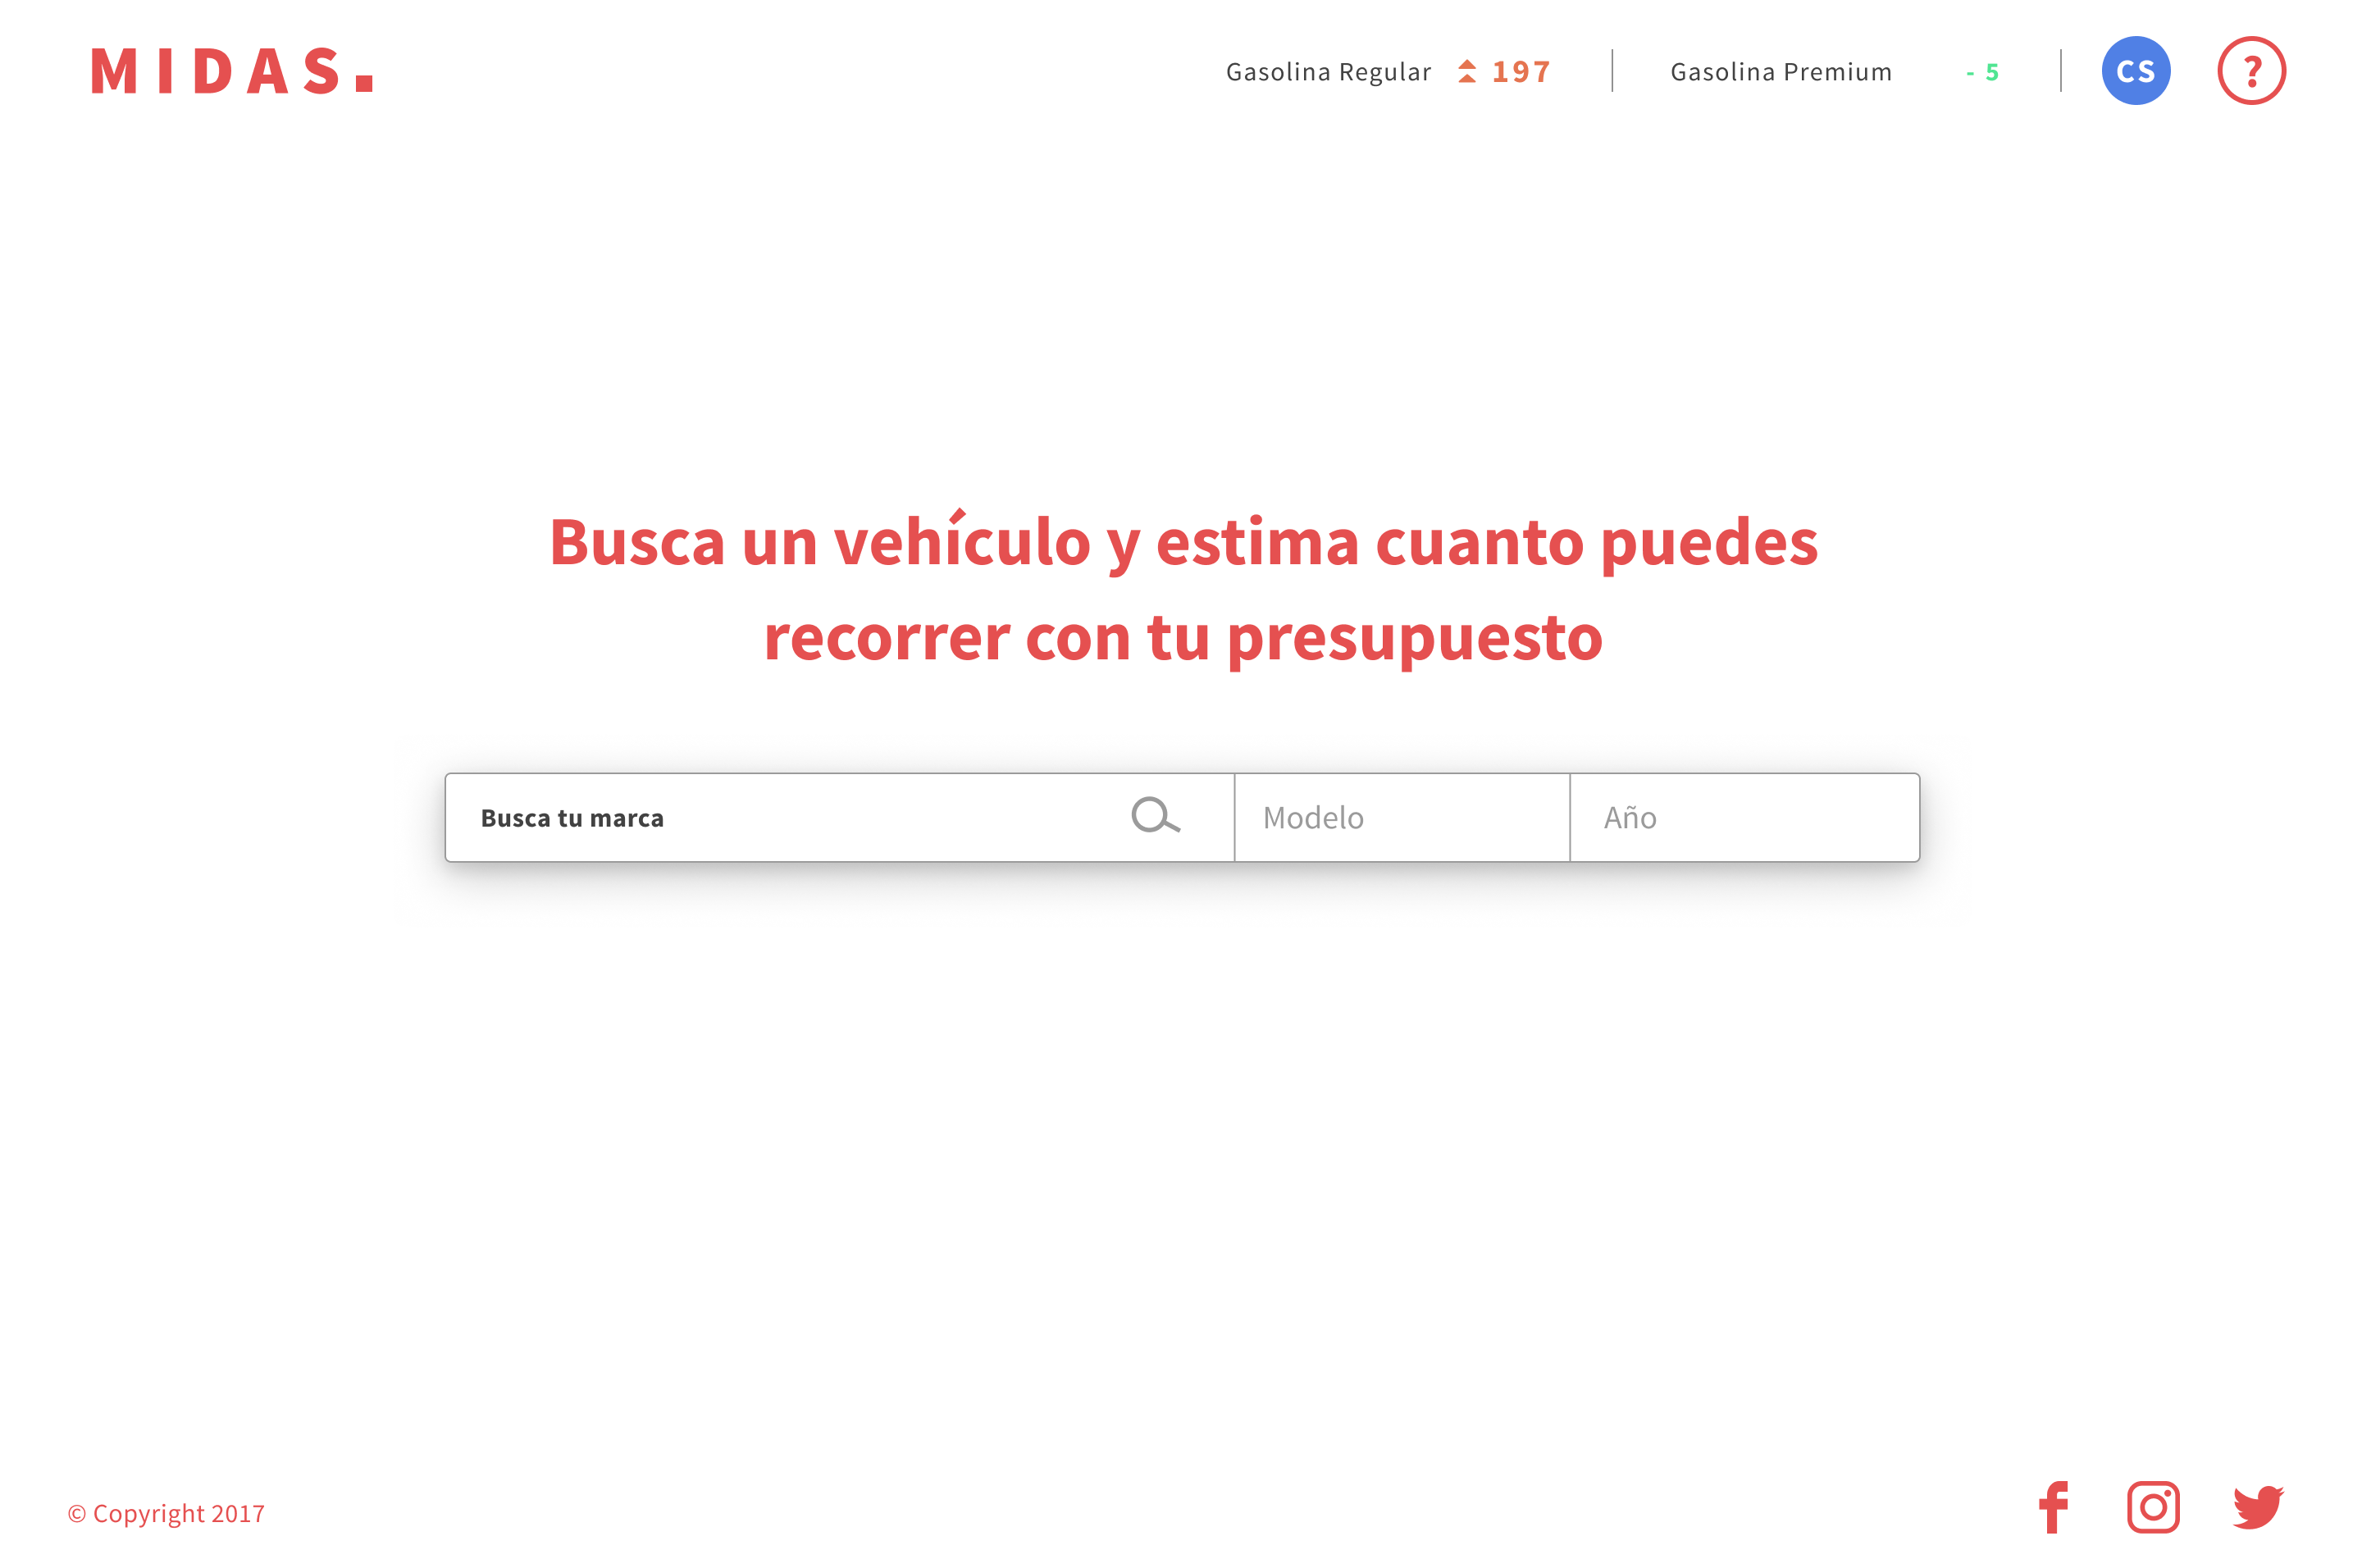 MIDAS.
Gasolina Regular 197
Gasolina Premium - 5
CS
?
Busca un vehículo y estima cuanto puedes
recorrer con tu presupuesto
Busca tu marca
Modelo
Año
© Copyright 2017